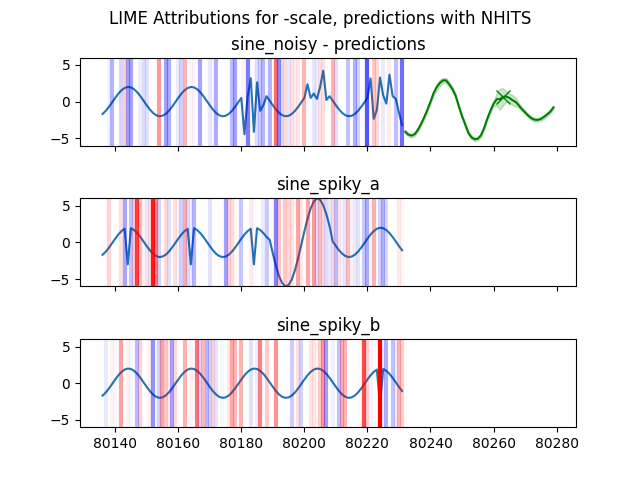 LIME Attributions for -scale, predictions with NHITS
sine_noisy - predictions
5
0
−5
sine_spiky_a
5
0
−5
sine_spiky_b
5
0
−5
80140 80160 80180 80200 80220 80240 80260 80280